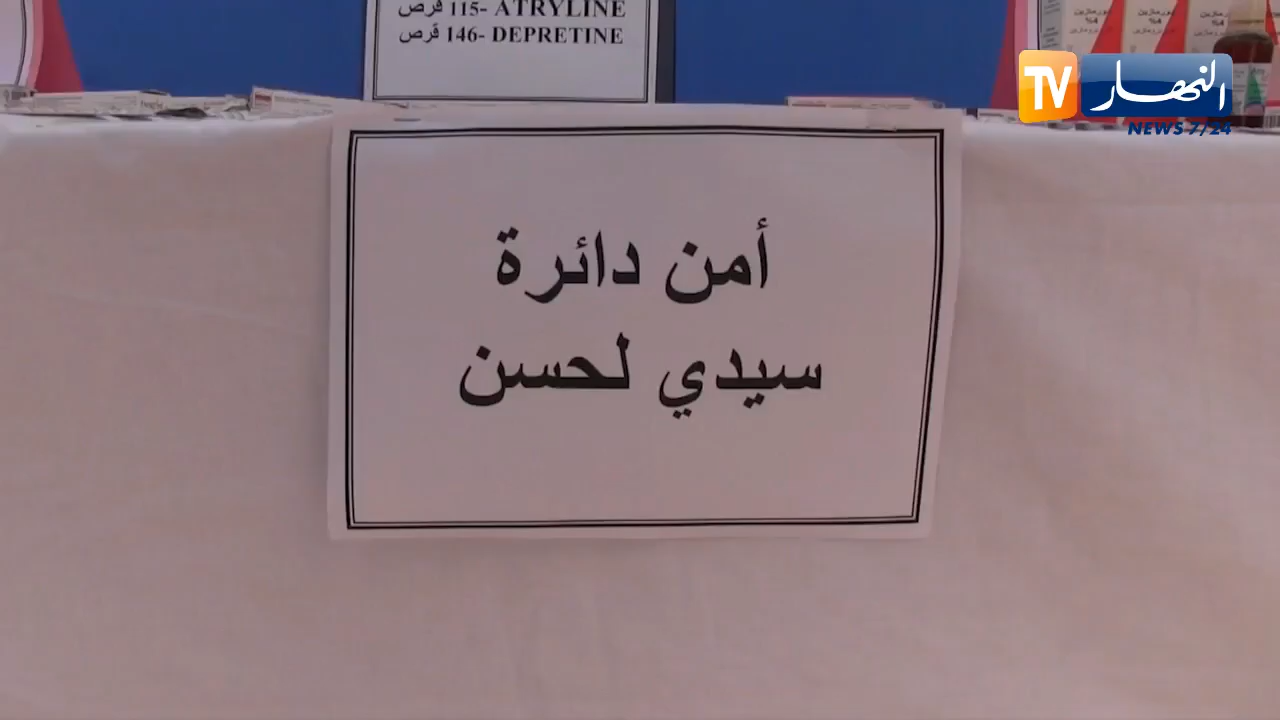 115- ATRYLINE قرص
146- DEPRETINE قرص
النهار TV
NEWS 7/24
أمن دائرة
سيدي لحسن